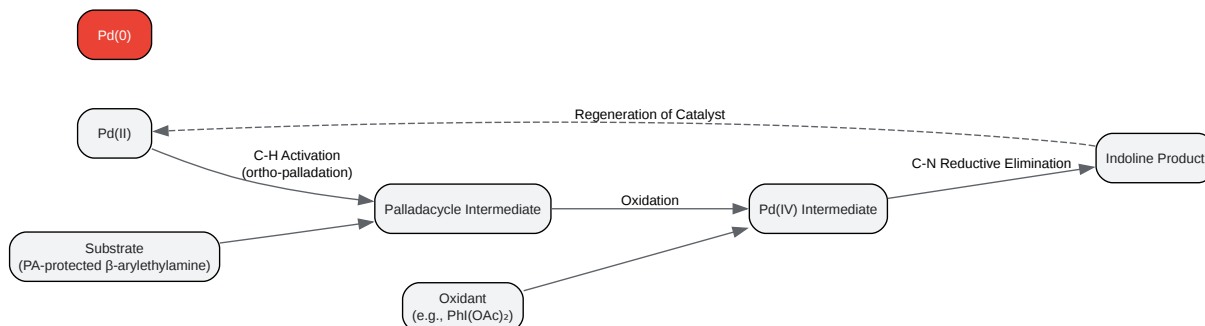 Pd(0)
Pd(II)
Regeneration of Catalyst
C-H Activation
(ortho-palladation)
C-N Reductive Elimination
Indoline Product
Palladacycle Intermediate
Oxidation
Pd(IV) Intermediate
Substrate
(PA-protected β-arylethylamine)
Oxidant
(e.g., PhI(OAc)₂)